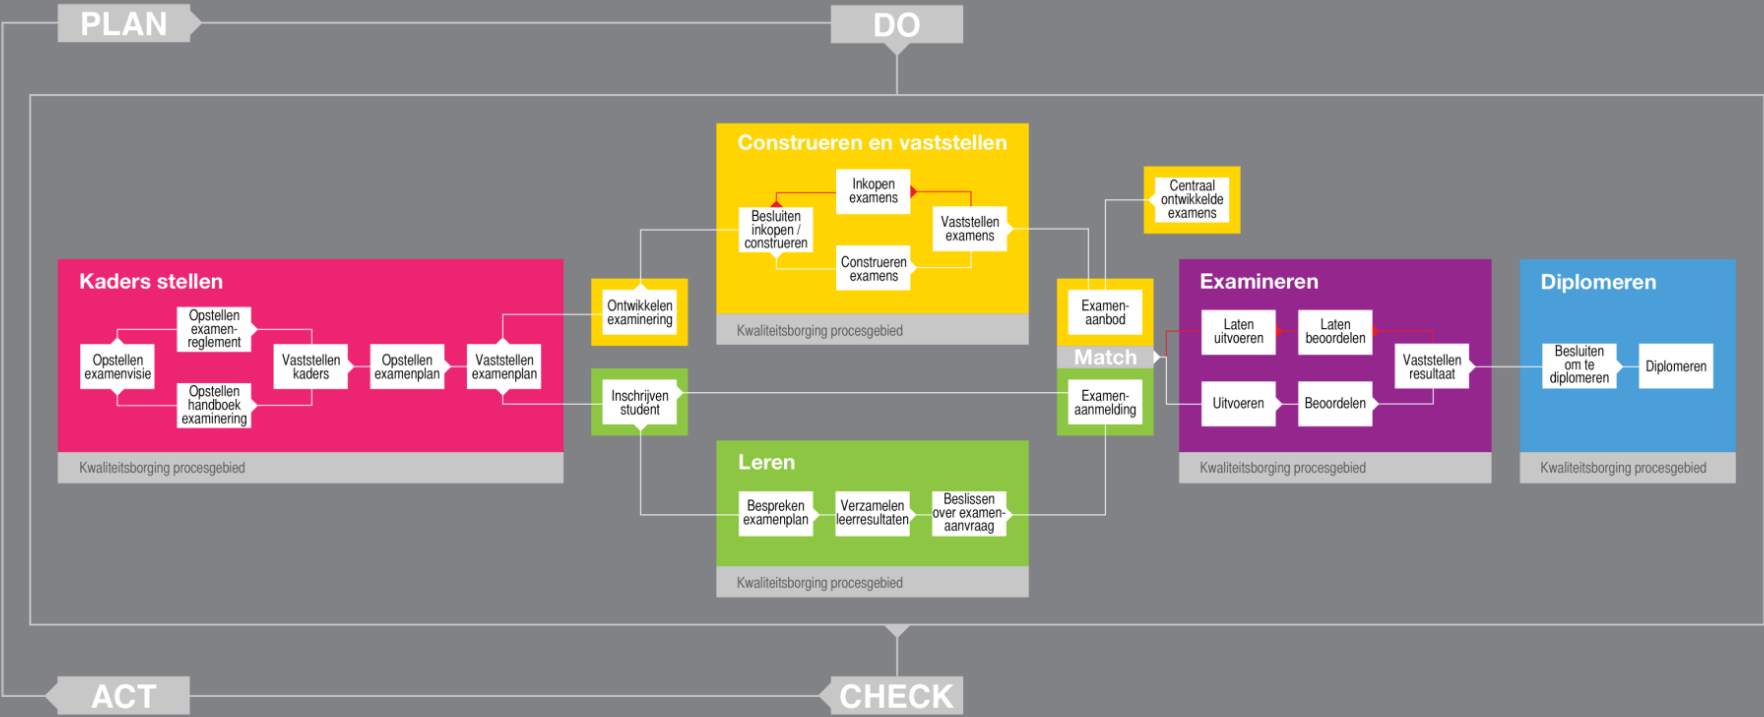 PLAN
DO
Construeren en vaststellen
Inkopen
examens
Besluiten
inkopen /
construeren
Vaststellen
examens
Construeren
examens
Kwaliteitsborging procesgebied
Centraal
ontwikkelde
examens
Kaders stellen
Opstellen
examen-
reglement
Opstellen
examenvisie
Vaststellen
kaders
Opstellen
examenplan
Vaststellen
examenplan
Opstellen
handboek
examinering
Kwaliteitsborging procesgebied
Ontwikkelen
examinering
Inschrijven
student
Examen-
aanbod
Match
Examen-
aanmelding
Leren
Bespreken
examenplan
Verzamelen
leerresultaten
Beslissen
over examen-
aanvraag
Kwaliteitsborging procesgebied
Examineren
Laten
uitvoeren
Laten
beoordelen
Vaststellen
resultaat
Uitvoeren
Beoordelen
Kwaliteitsborging procesgebied
Diplomeren
Besluiten
om te
diplomeren
Diplomeren
Kwaliteitsborging procesgebied
ACT
CHECK